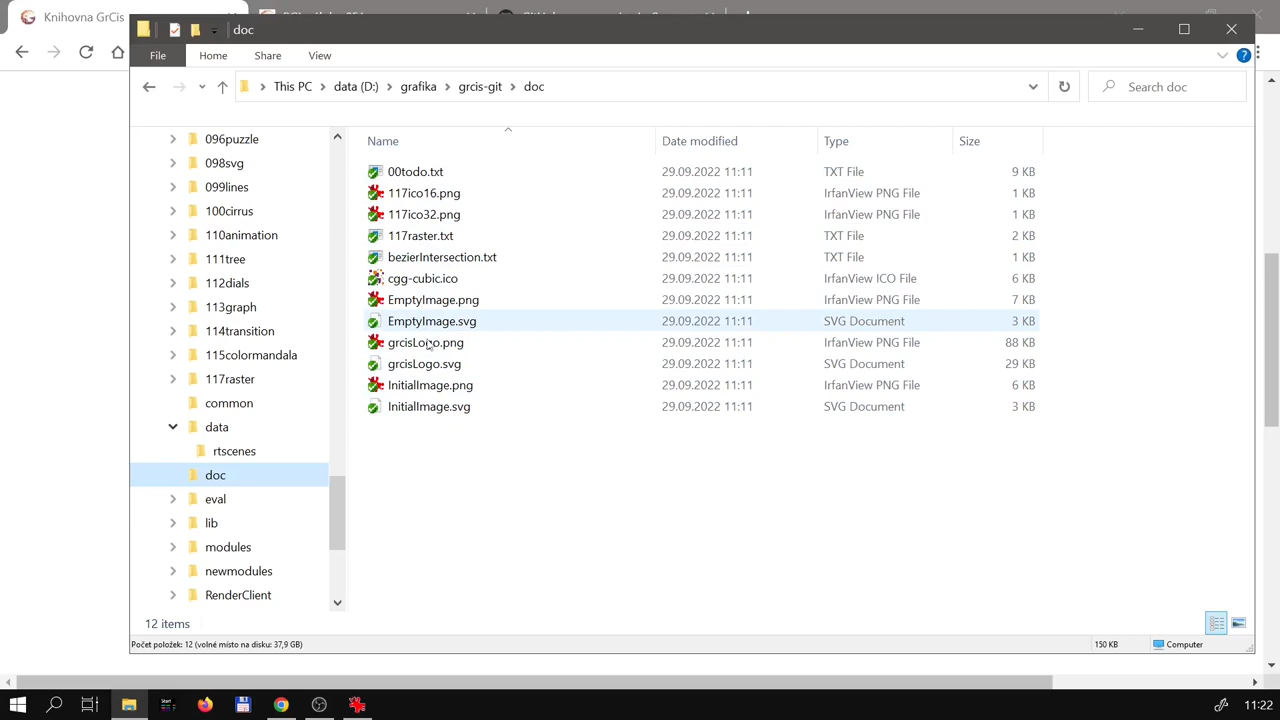 Knihovna GrCis
doc
File Home Share View
This PC data (D:) grafika grcis-git doc Search doc
Name Date modified Type Size
096puzzle
098svg
099lines
100cirrus
110animation
111tree
112dials
113graph
114transition
115colormandala
117raster
common
data
rtscenes
doc
eval
lib
modules
newmodules
RenderClient
00todo.txt 29.09.2022 11:11 TXT File 9 KB
117ico16.png 29.09.2022 11:11 IrfanView PNG File 1 KB
117ico32.png 29.09.2022 11:11 IrfanView PNG File 1 KB
117raster.txt 29.09.2022 11:11 TXT File 2 KB
bezierIntersection.txt 29.09.2022 11:11 TXT File 1 KB
cgg-cubic.ico 29.09.2022 11:11 IrfanView ICO File 6 KB
EmptyImage.png 29.09.2022 11:11 IrfanView PNG File 7 KB
EmptyImage.svg 29.09.2022 11:11 SVG Document 3 KB
grcisLogo.png 29.09.2022 11:11 IrfanView PNG File 88 KB
grcisLogo.svg 29.09.2022 11:11 SVG Document 29 KB
InitialImage.png 29.09.2022 11:11 IrfanView PNG File 6 KB
InitialImage.svg 29.09.2022 11:11 SVG Document 3 KB
12 items
Počet položek: 12 (volné místo na disku: 37,9 GB) 150 KB Computer
Start
11:22